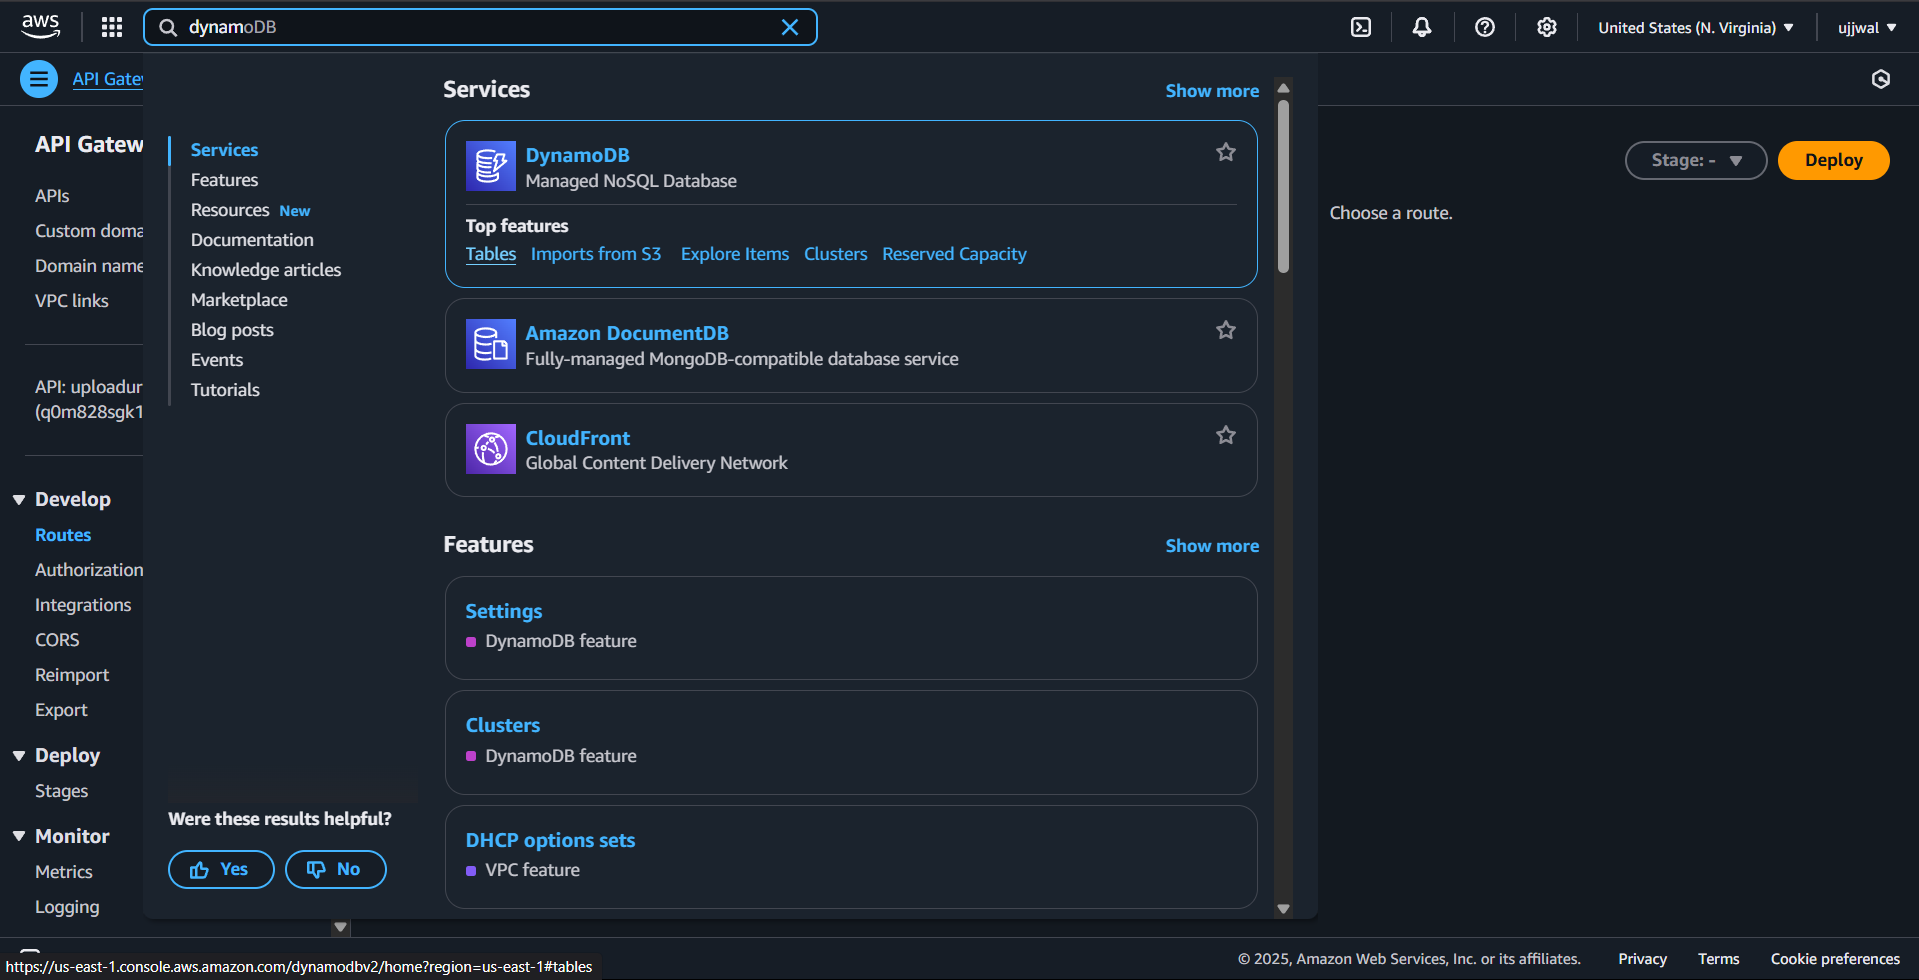 aws
dynamoDB
United States (N. Virginia)
ujjwal
API Gatew
API Gatew
APIs
Custom doma
Domain name
VPC links
API: uploadur
(q0m828sgk1
Develop
Routes
Authorization
Integrations
CORS
Reimport
Export
Deploy
Stages
Monitor
Metrics
Logging
Services
Features
Resources New
Documentation
Knowledge articles
Marketplace
Blog posts
Events
Tutorials
Were these results helpful?
Yes
No
Services
Show more
DynamoDB
Managed NoSQL Database
Top features
Tables Imports from S3 Explore Items Clusters Reserved Capacity
Amazon DocumentDB
Fully-managed MongoDB-compatible database service
CloudFront
Global Content Delivery Network
Features
Show more
Settings
DynamoDB feature
Clusters
DynamoDB feature
DHCP options sets
VPC feature
Stage: -
Deploy
Choose a route.
https://us-east-1.console.aws.amazon.com/dynamodbv2/home?region=us-east-1#tables
© 2025, Amazon Web Services, Inc. or its affiliates.
Privacy
Terms
Cookie preferences